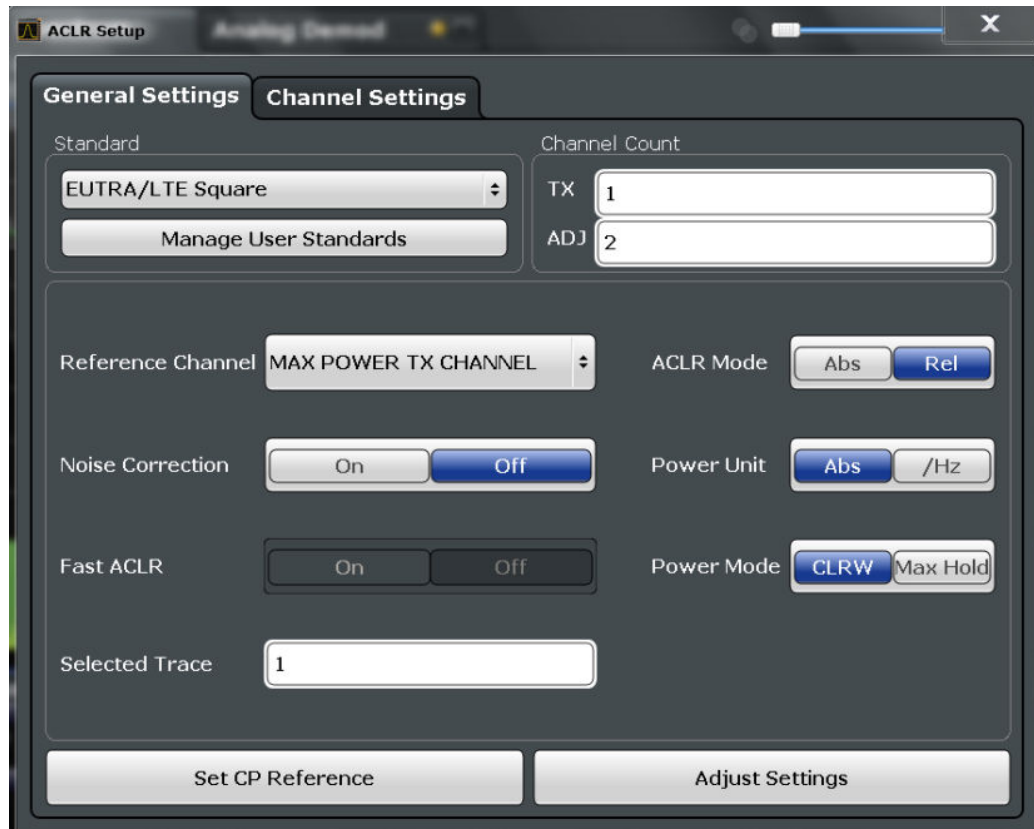 ACLR Setup
Analog Demod
X
General Settings
Channel Settings
Standard
Channel Count
EUTRA/LTE Square
TX 1
Manage User Standards
ADJ 2
Reference Channel MAX POWER TX CHANNEL
ACLR Mode Abs Rel
Noise Correction On Off
Power Unit Abs /Hz
Fast ACLR On Off
Power Mode CLRW Max Hold
Selected Trace 1
Set CP Reference
Adjust Settings